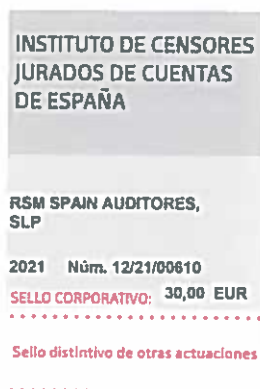 INSTITUTO DE CENSORES
JURADOS DE CUENTAS
DE ESPAÑA
RSM SPAIN AUDITORES,
SLP
2021 Núm. 12/21/00610
SELLO CORPORATIVO: 30,00 EUR
Sello distintivo de otras actuaciones